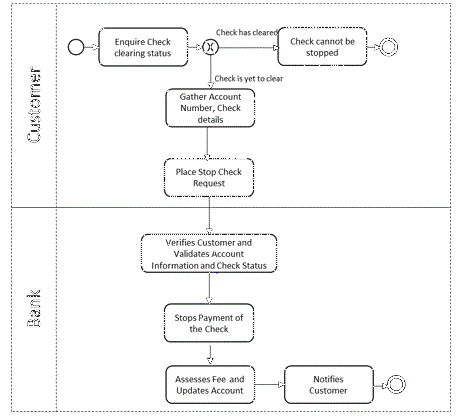 Customer
Enquire Check
clearing status
Check has cleared
Check cannot be
stopped
Check is yet to clear
Gather Account
Number, Check
details
Place Stop Check
Request
Bank
Verifies Customer and
Validates Account
Information and Check Status
Stops Payment of
the Check
Assesses Fee and
Updates Account
Notifies
Customer